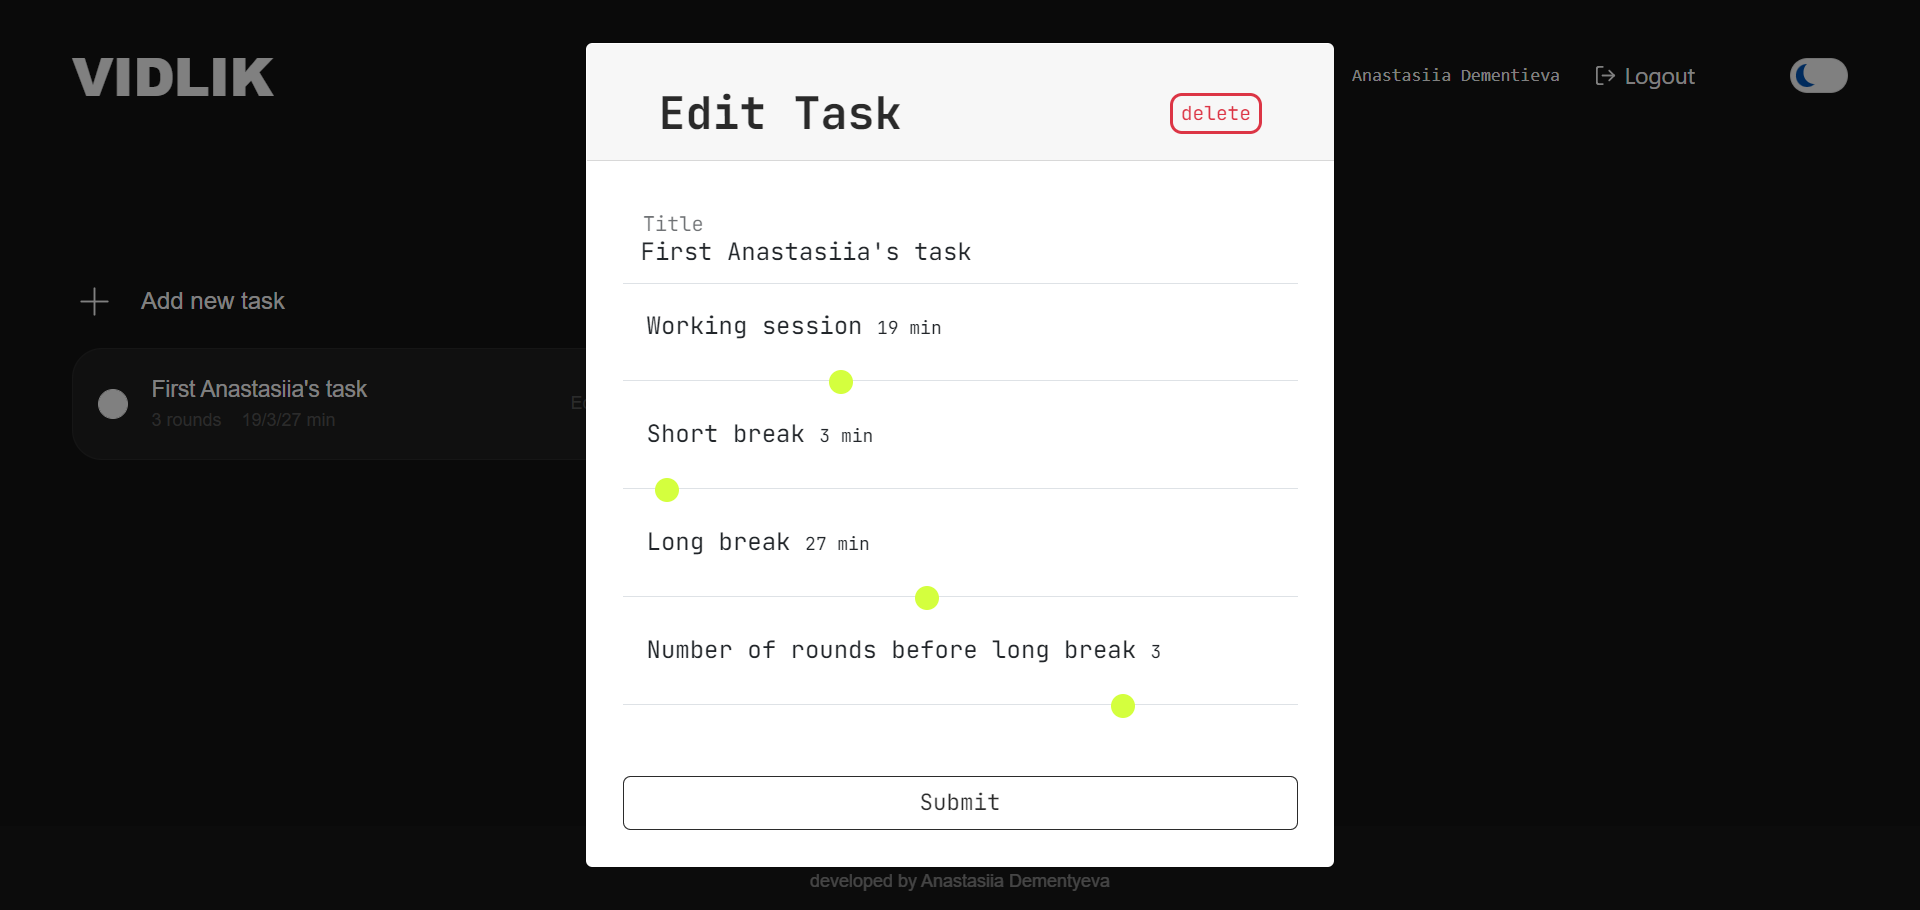 VIDLIK
Anastasiia Dementieva
Logout
Add new task
First Anastasiia's task
3 rounds 19/3/27 min
Edit Task
delete
Title
First Anastasiia's task
Working session 19 min
Short break 3 min
Long break 27 min
Number of rounds before long break 3
Submit
developed by Anastasiia Dementyeva